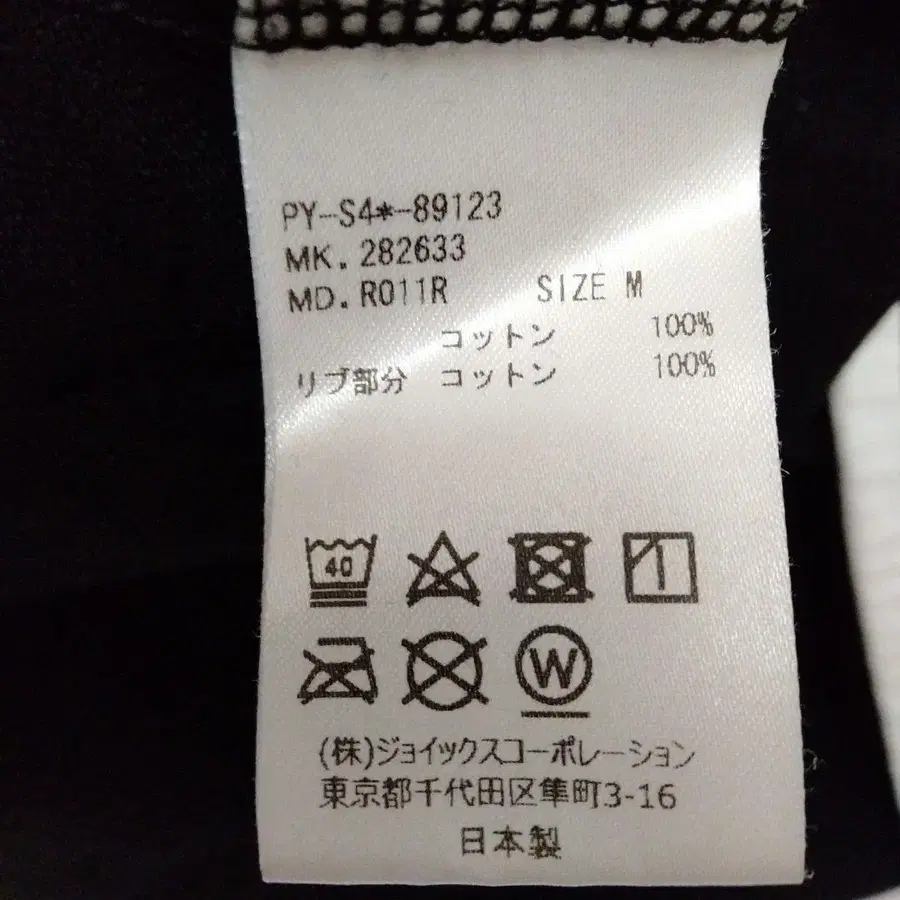 PY-S4*-89123
MK. 282633
MD. R011R SIZE M
コットン 100%
リブ部分 コットン 100%
40
W
(株)ジョイックスコーポレーション
東京都千代田区隼町3-16
日本製